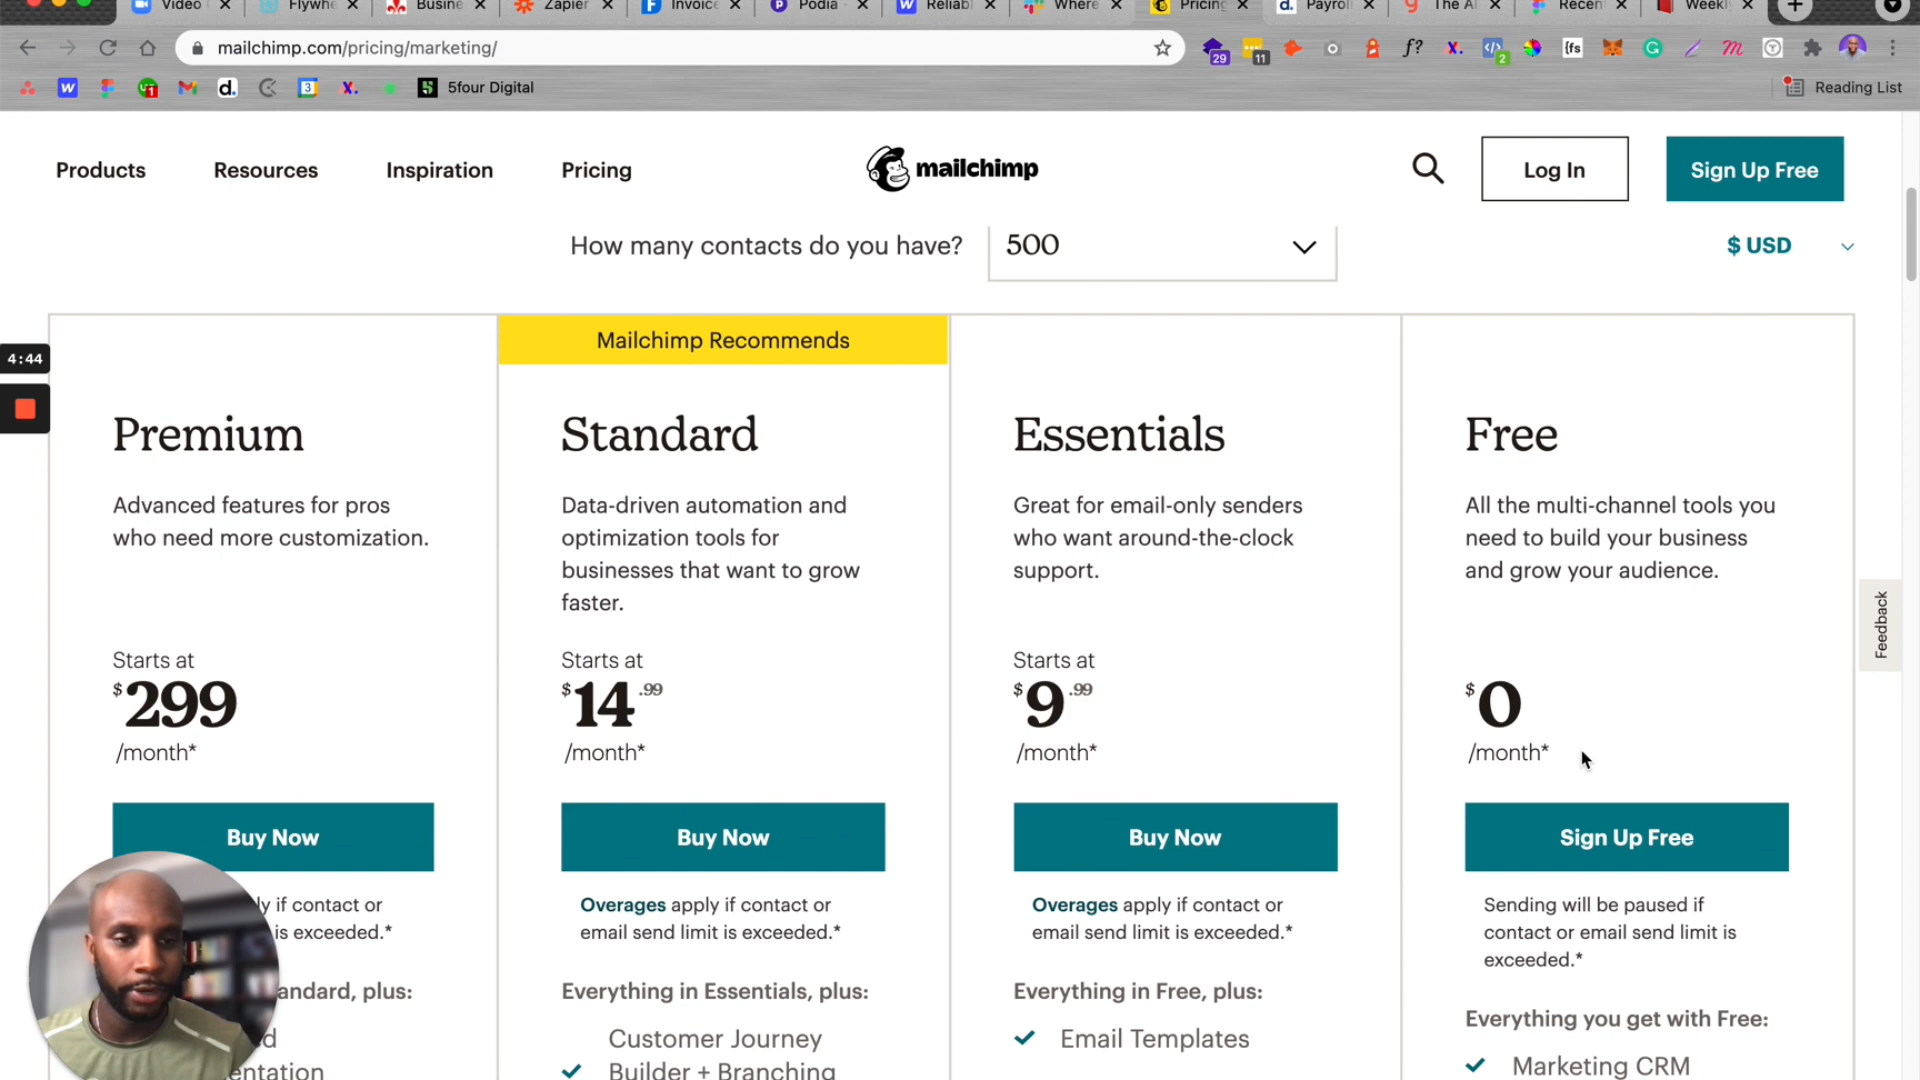 Video
Flywhe
Busine
Zapier
Invoice
Podia -
Reliabl
Where
Pricing
Payroll
The A
Recen
Weekly
mailchimp.com/pricing/marketing/
29
11
f?
X.
2
{fs
m
W
1
d.
3
X.
5four Digital
Reading List
Products
Resources
Inspiration
Pricing
mailchimp
Log In
Sign Up Free
How many contacts do you have?
500
$ USD
4:44
Mailchimp Recommends
Premium
Advanced features for pros
who need more customization.
Starts at
$299
/month*
Buy Now
ly if contact or
is exceeded.*
andard, plus:
d
entation
Standard
Data-driven automation and
optimization tools for
businesses that want to grow
faster.
Starts at
$14.99
/month*
Buy Now
Overages apply if contact or
email send limit is exceeded.*
Everything in Essentials, plus:
Customer Journey
Builder + Branching
Essentials
Great for email-only senders
who want around-the-clock
support.
Starts at
$9.99
/month*
Buy Now
Overages apply if contact or
email send limit is exceeded.*
Everything in Free, plus:
Email Templates
Free
All the multi-channel tools you
need to build your business
and grow your audience.
$0
/month*
Sign Up Free
Sending will be paused if
contact or email send limit is
exceeded.*
Everything you get with Free:
Marketing CRM
Feedback